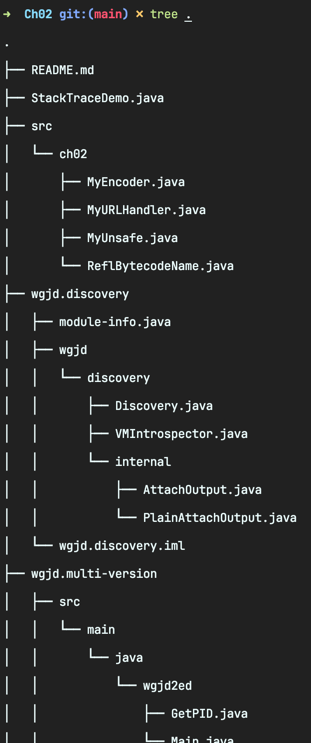 ➜  Ch02 git:(main) ✗ tree .
.
├── README.md
├── StackTraceDemo.java
├── src
│   └── ch02
│       ├── MyEncoder.java
│       ├── MyURLHandler.java
│       ├── MyUnsafe.java
│       └── ReflBytecodeName.java
├── wgjd.discovery
│   ├── module-info.java
│   ├── wgjd
│   │   └── discovery
│   │       ├── Discovery.java
│   │       ├── VMIntrospector.java
│   │       └── internal
│   │           ├── AttachOutput.java
│   │           └── PlainAttachOutput.java
│   └── wgjd.discovery.iml
├── wgjd.multi-version
│   ├── src
│   │   └── main
│   │       └── java
│   │           └── wgjd2ed
│   │               ├── GetPID.java
│   │               └── Main.java